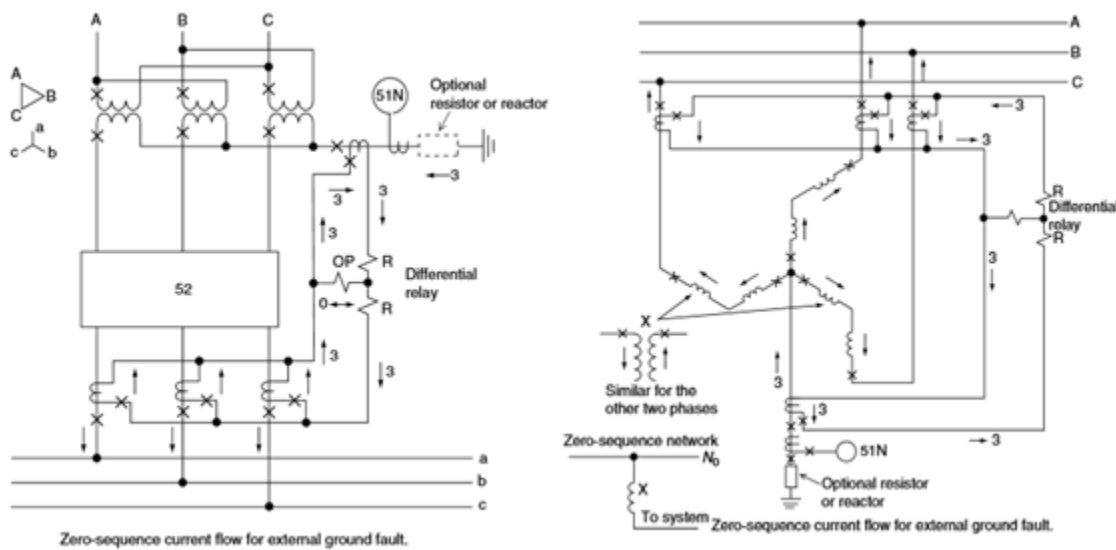 A B C
A
B
C
a
c b
51N
Optional
resistor or reactor
3
3
3
3
OP
R
Differential
relay
0
R
52
3
3
a
b
c
Zero-sequence current flow for external ground fault.
A
B
C
3
3
R
Differential
relay
R
3
X
Similar for the
other two phases
3
3
3
51N
Zero-sequence network
N0
X
To system
Optional resistor
or reactor
Zero-sequence current flow for external ground fault.